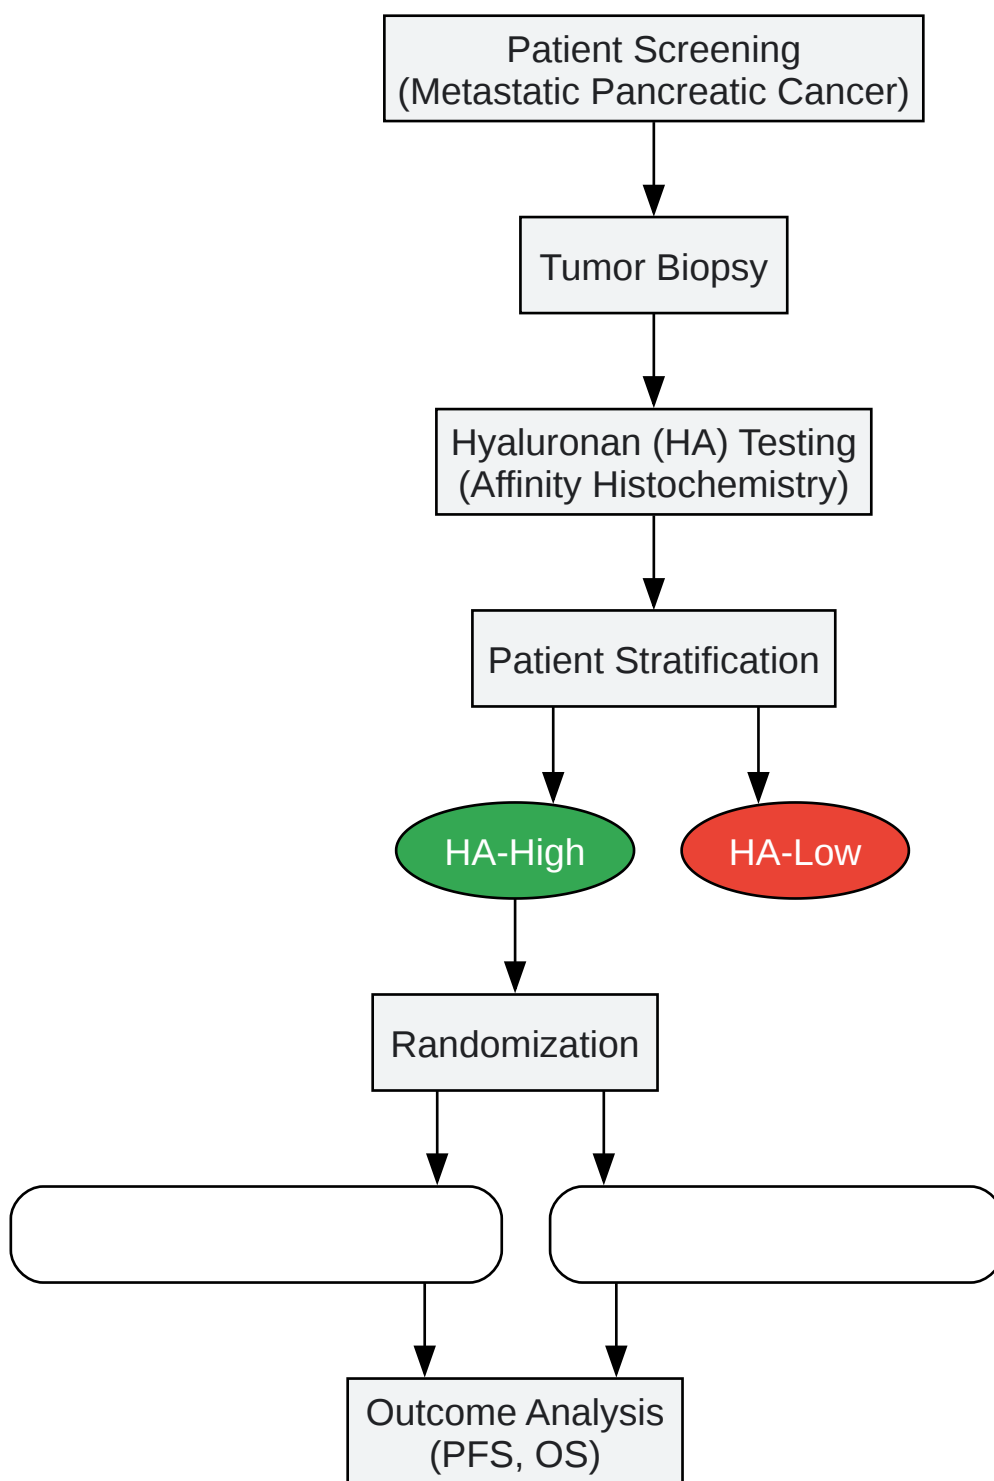 Patient Screening
(Metastatic Pancreatic Cancer)
Tumor Biopsy
Hyaluronan (HA) Testing
(Affinity Histochemistry)
Patient Stratification
HA-High
HA-Low
Randomization
Outcome Analysis
(PFS, OS)